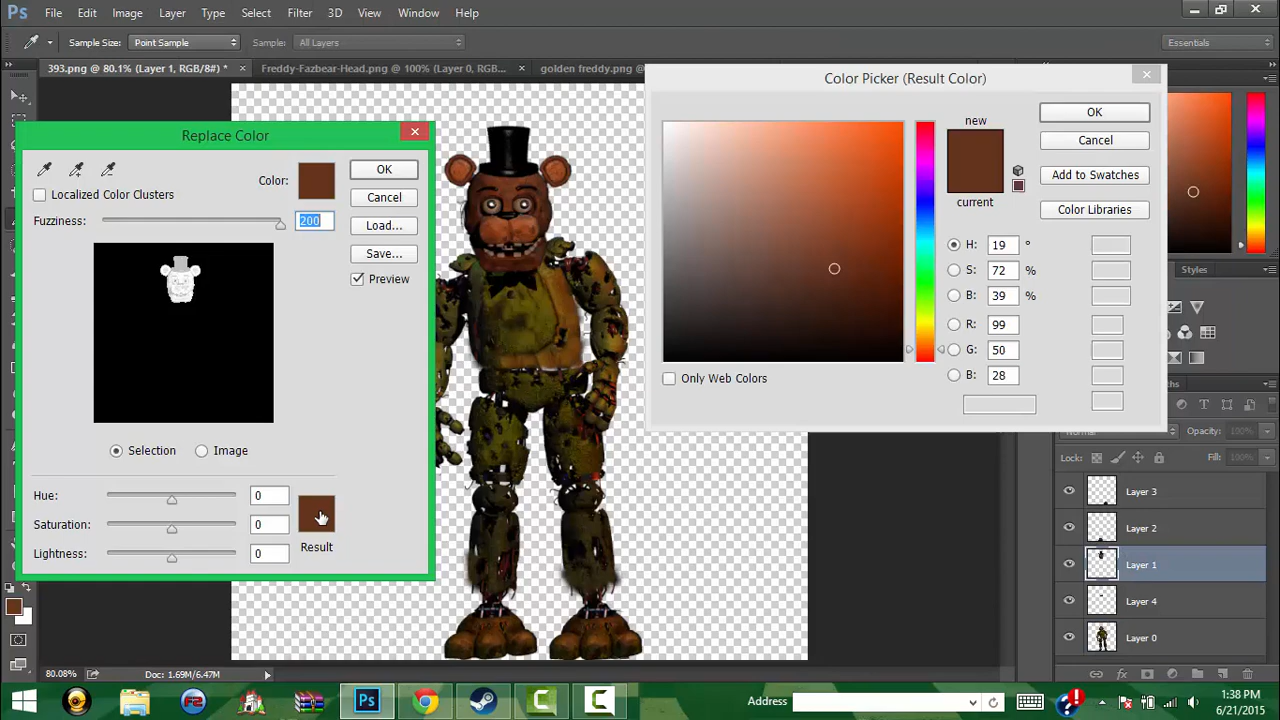 Ps File Edit Image Layer Type Select Filter 3D View Window Help
Sample Size: Point Sample Sample: All Layers Essentials
393.png @ 80.1% (Layer 1, RGB/8#) * × Freddy-Fazbear-Head.png @ 100% (Layer 0, RGB... × golden freddy.png @
Color Picker (Result Color)
new
current
OK
Cancel
Add to Swatches
Color Libraries
H: 19 °
S: 72 %
B: 39 %
R: 99
G: 50
B: 28
Only Web Colors
Replace Color
Localized Color Clusters
Color:
Fuzziness: 200
OK
Cancel
Load...
Save...
Preview
Selection Image
Hue: 0
Saturation: 0
Lightness: 0
Result
Styles
Opacity: 100%
Lock: Fill: 100%
Layer 3
Layer 2
Layer 1
Layer 4
Layer 0
80.08% Doc: 1.69M/6.47M
Address
1:38 PM
6/21/2015